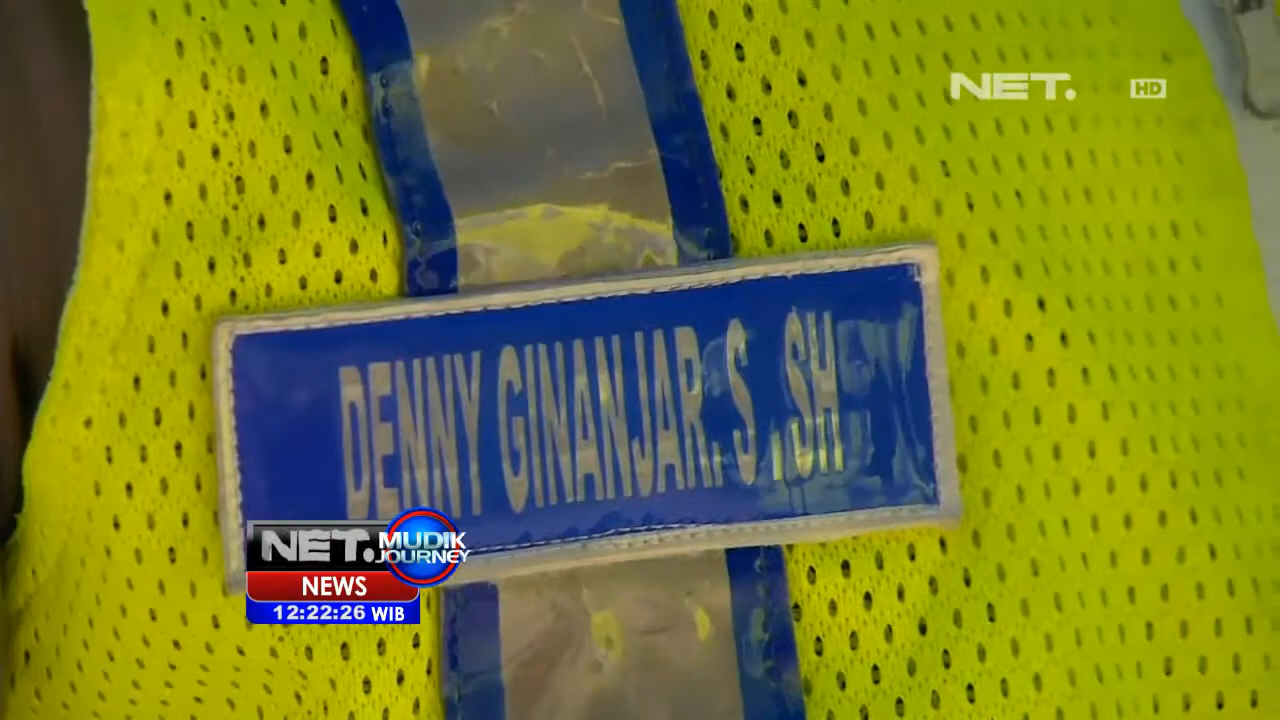 NET. HD
DENNY GINANJAR. S , SH
NET. MUDIK
JOURNEY
NEWS
12:22:26 WIB